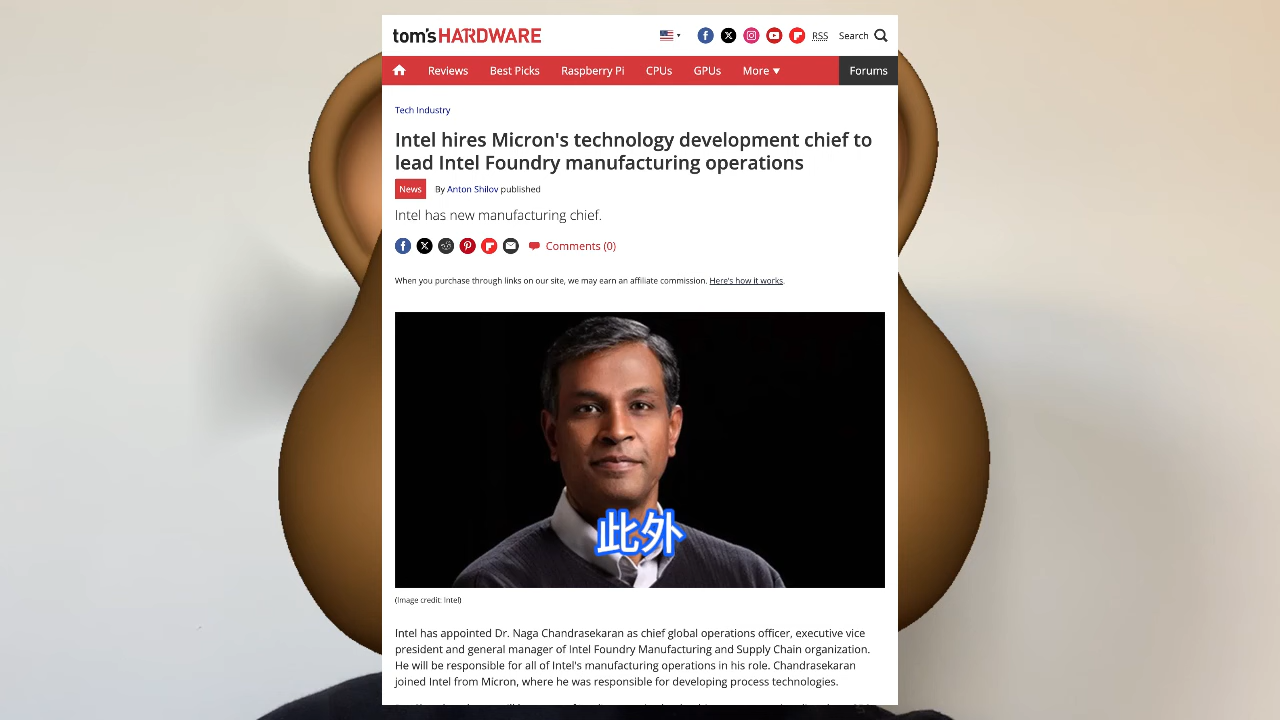 tom's HARDWARE
RSS Search
Reviews Best Picks Raspberry Pi CPUs GPUs More Forums
Tech Industry
Intel hires Micron's technology development chief to
lead Intel Foundry manufacturing operations
News By Anton Shilov published
Intel has new manufacturing chief.
Comments (0)
When you purchase through links on our site, we may earn an affiliate commission. Here's how it works.
此外
(Image credit: Intel)
Intel has appointed Dr. Naga Chandrasekaran as chief global operations officer, executive vice
president and general manager of Intel Foundry Manufacturing and Supply Chain organization.
He will be responsible for all of Intel's manufacturing operations in his role. Chandrasekaran
joined Intel from Micron, where he was responsible for developing process technologies.